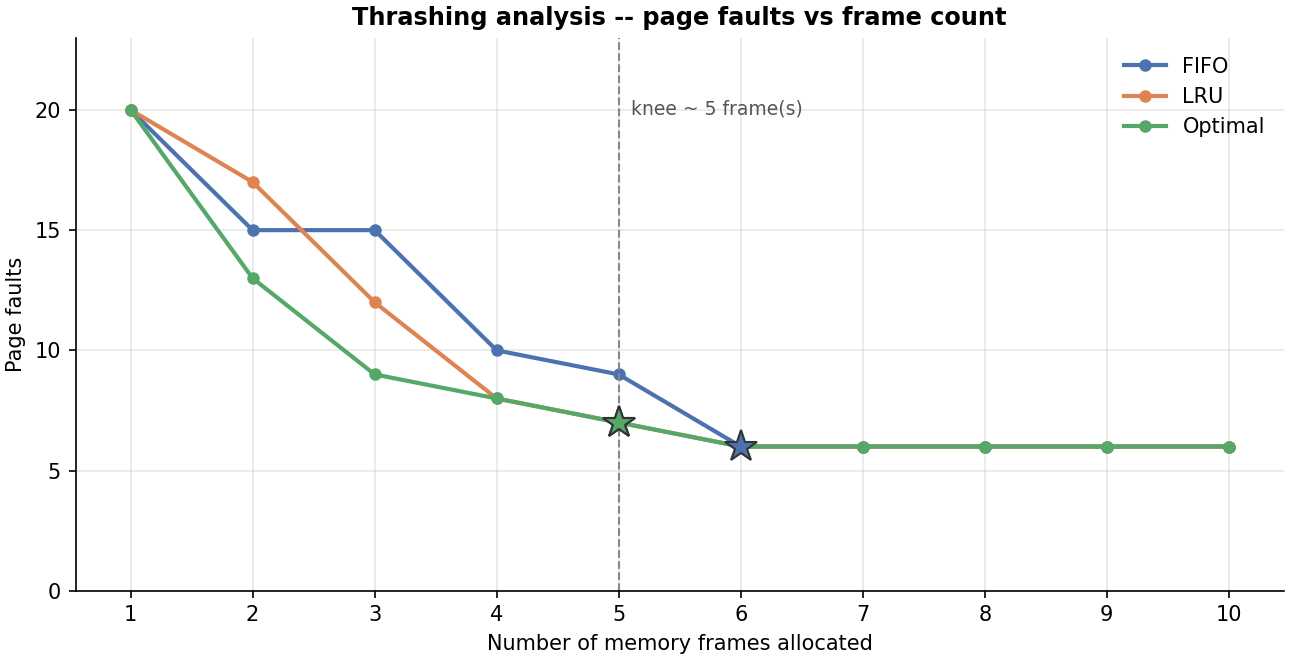 Thrashing analysis -- page faults vs frame count
FIFO
LRU
Optimal
knee ~ 5 frame(s)
Page faults
20
15
10
5
0
1 2 3 4 5 6 7 8 9 10
Number of memory frames allocated